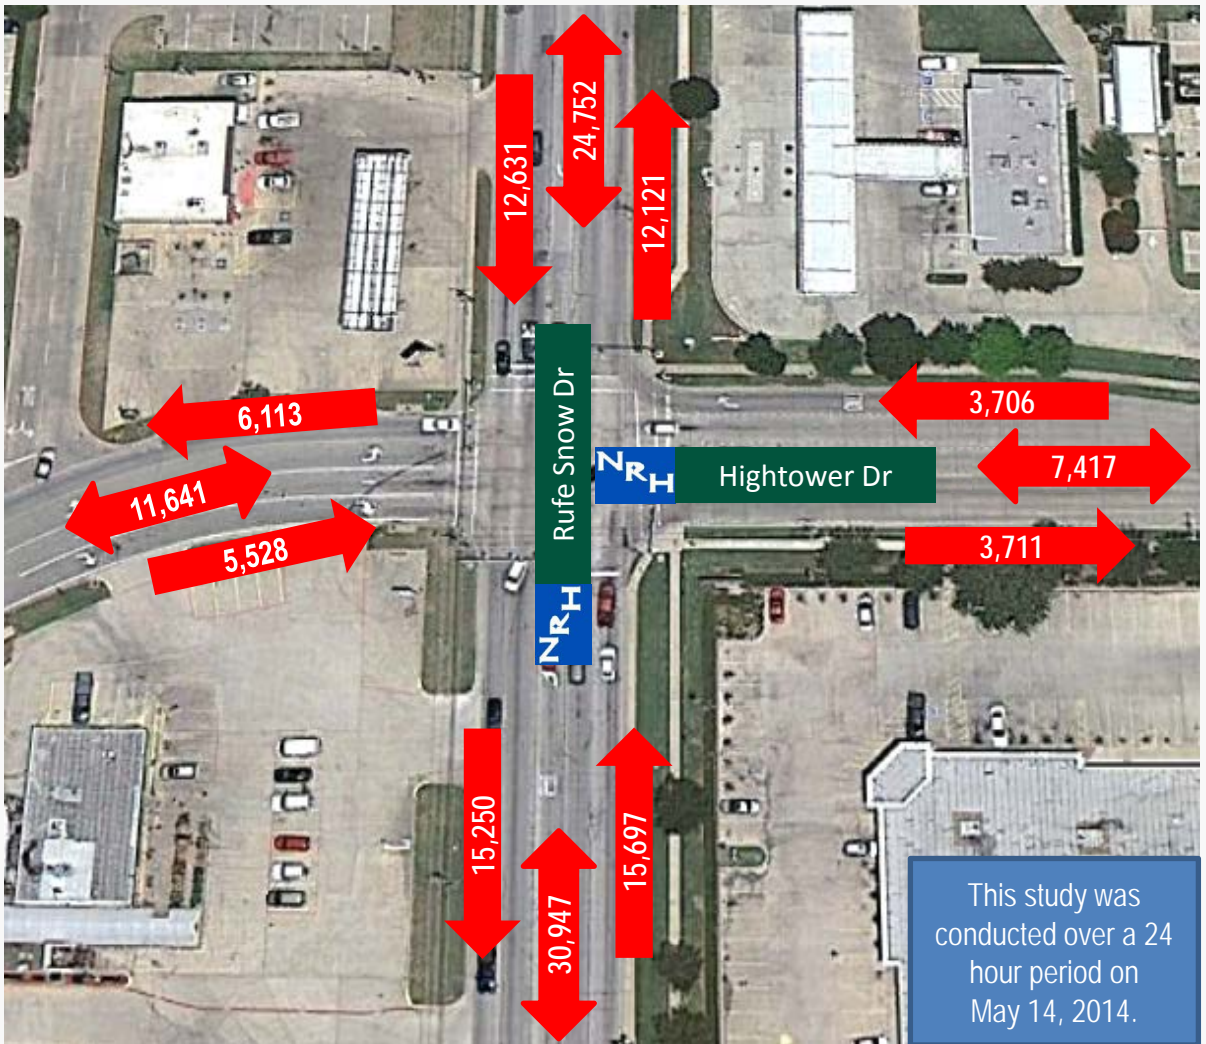 24,752
12,631
12,121
6,113
3,706
Rufe Snow Dr
NRH
Hightower Dr
7,417
11,641
5,528
3,711
NRH
15,250
15,697
30,947
This study was
conducted over a 24
hour period on
May 14, 2014.